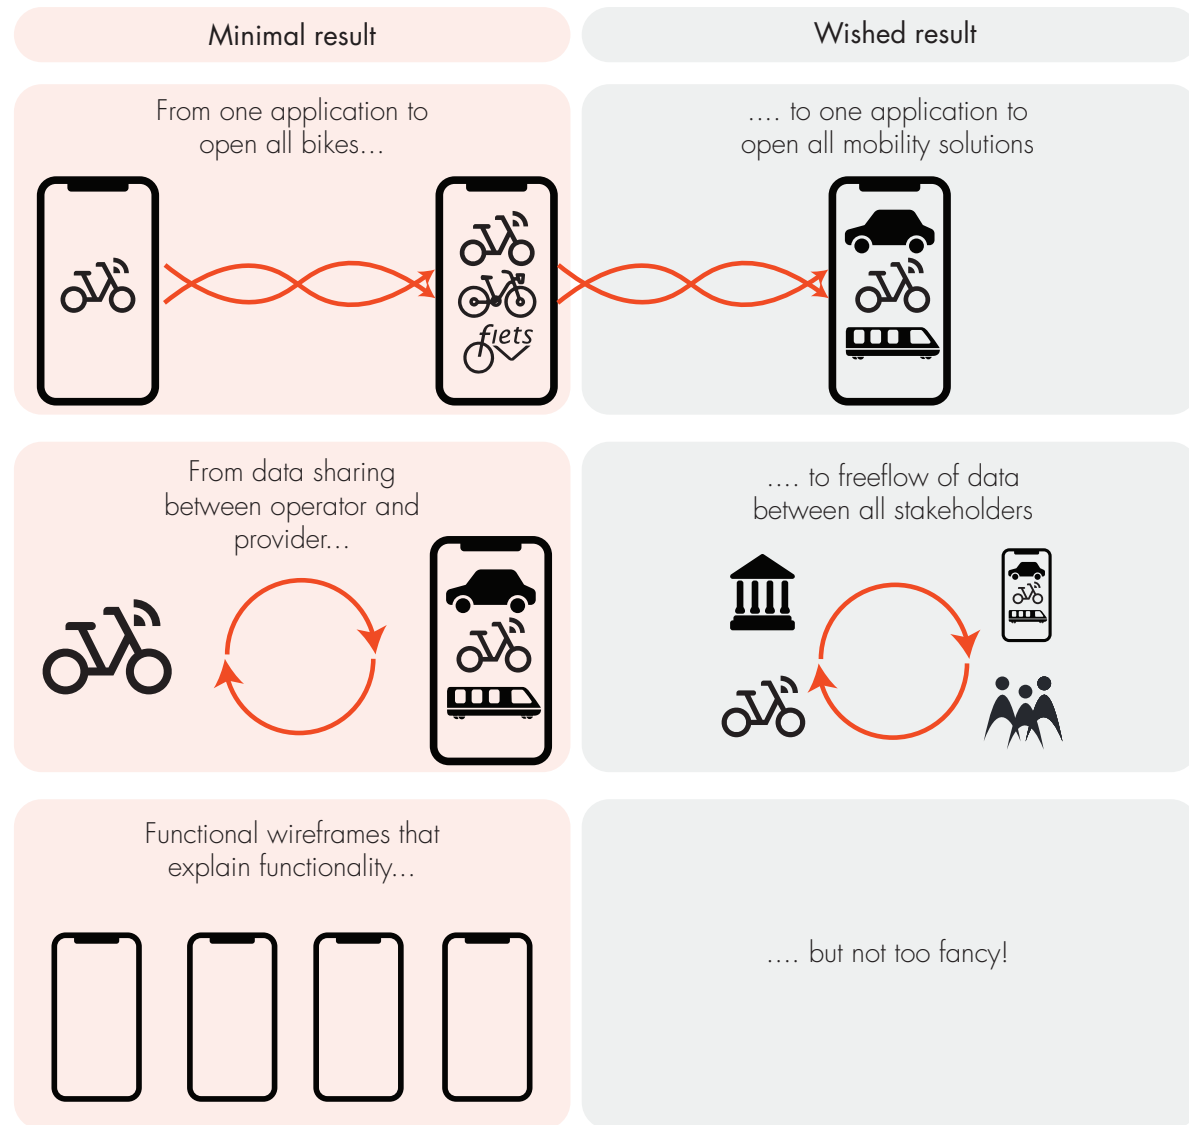 Minimal result
Wished result
From one application to
open all bikes...
.... to one application to
open all mobility solutions
fiets
From data sharing
between operator and
provider...
.... to freeflow of data
between all stakeholders
Functional wireframes that
explain functionality...
.... but not too fancy!